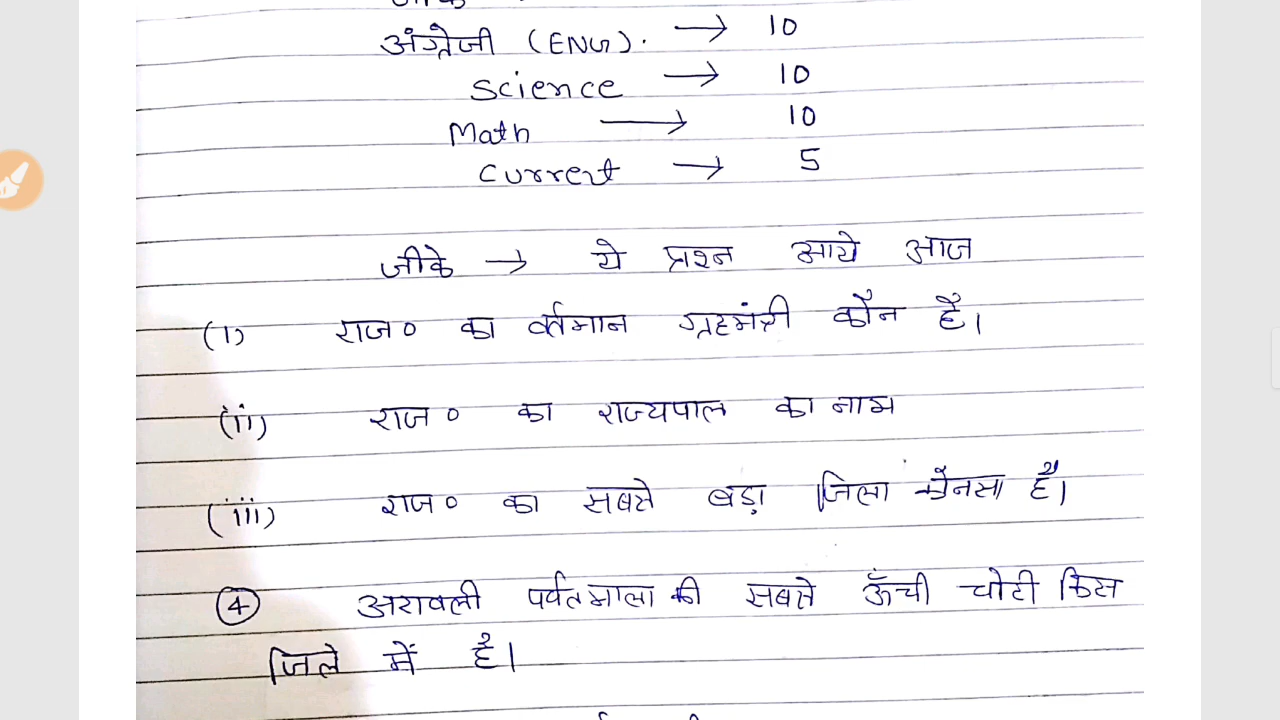 अंग्रेजी (ENG). → 10
Science → 10
Math → 10
Current → 5
जीके → ये प्रश्न आये आज
(i) राज० का वर्तमान ग्रहमंत्री कौन है।
(ii) राज० का राज्यपाल का नाम
(iii) राज० का सबसे बड़ा जिला कौनसा है।
④ अरावली पर्वतमाला की सबसे ऊँची चोटी किस
जिले में है।